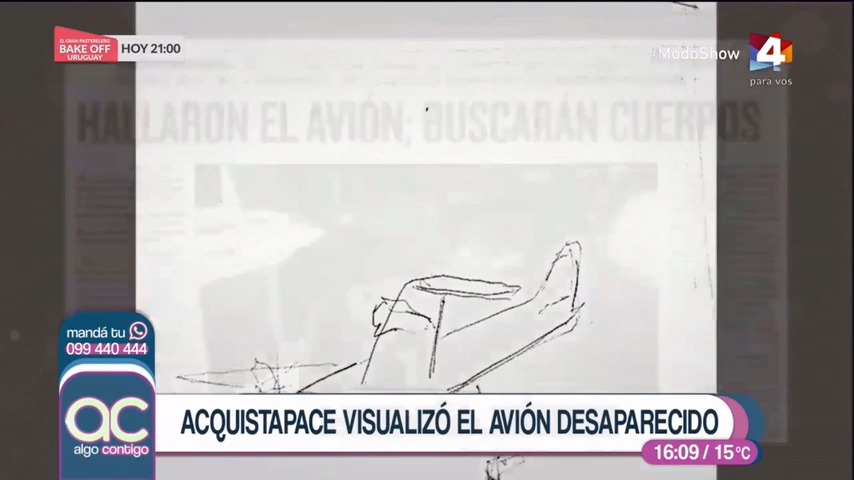 EL GRAN PASTERELERO
BAKE OFF
URUGUAY
HOY 21:00
#ModoShow
4
para vos
HALLARON EL AVIÓN; BUSCARÁN CUERPOS
mandá tu
099 440 444
ac
algo contigo
ACQUISTAPACE VISUALIZÓ EL AVIÓN DESAPARECIDO
16:09 / 15°C